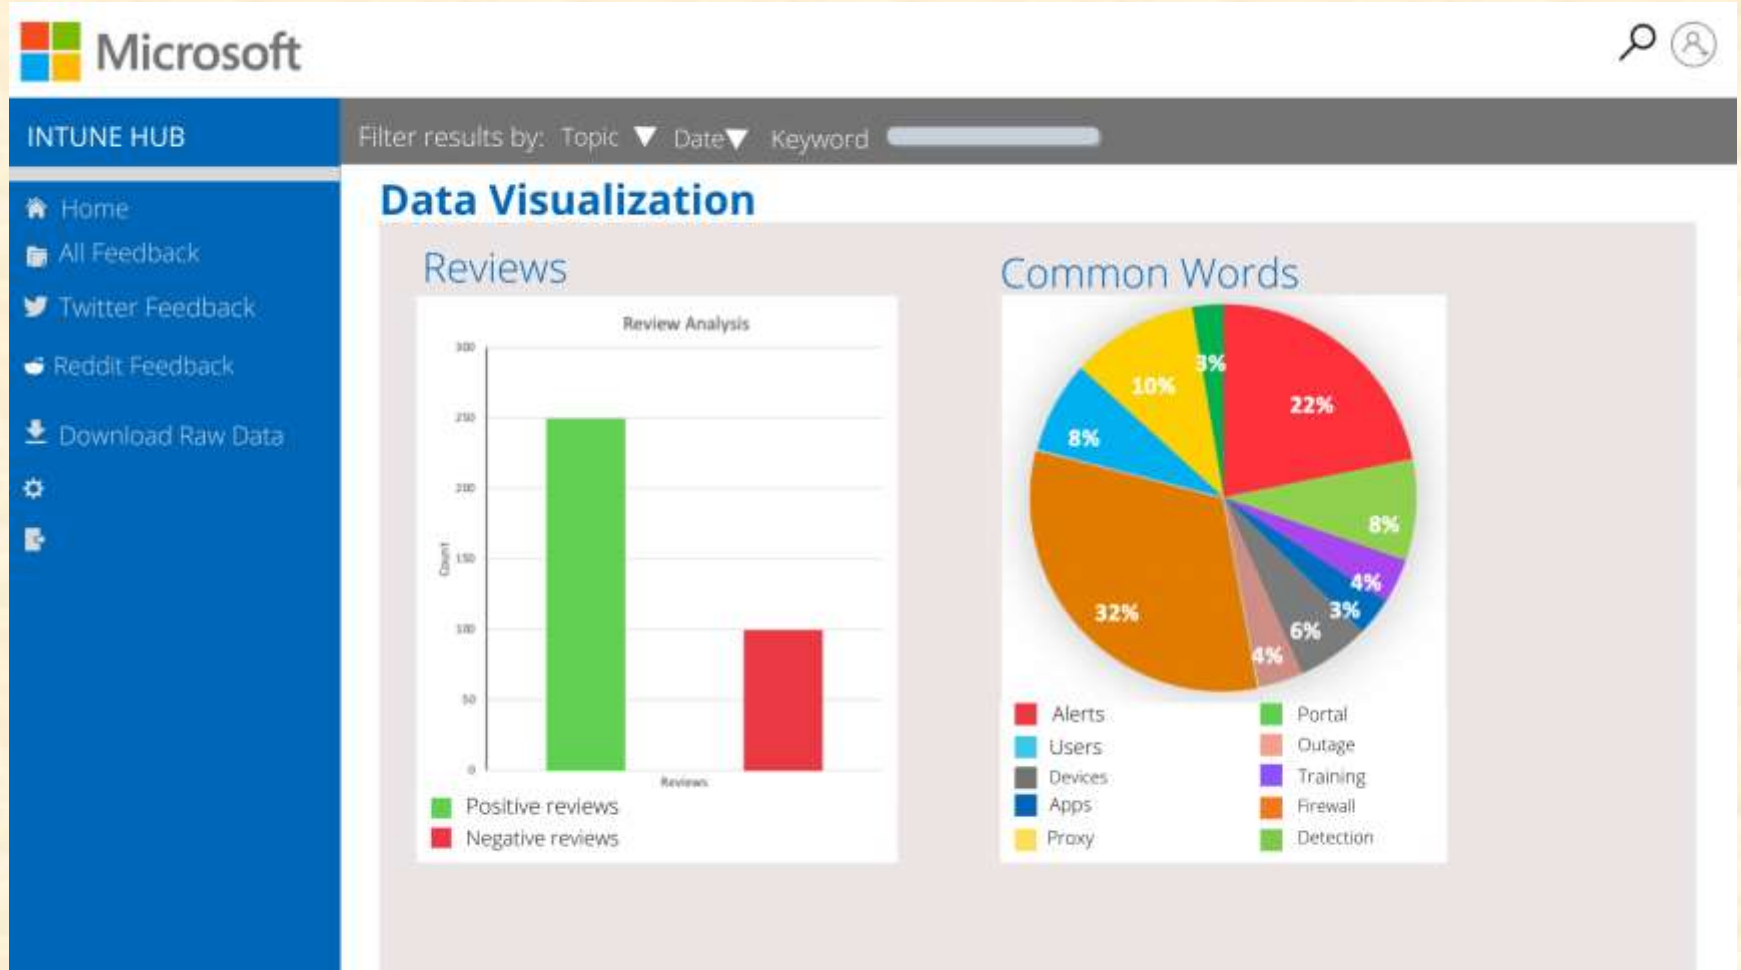 Microsoft
INTUNE HUB
Filter results by: Topic Date Keyword
Home
All Feedback
Twitter Feedback
Reddit Feedback
Download Raw Data
Data Visualization
Reviews
Review Analysis
300
250
200
150
100
50
0
Count
Reviews
Positive reviews
Negative reviews
Common Words
3%
10%
22%
8%
8%
4%
3%
6%
4%
32%
Alerts
Users
Devices
Apps
Proxy
Portal
Outage
Training
Firewall
Detection